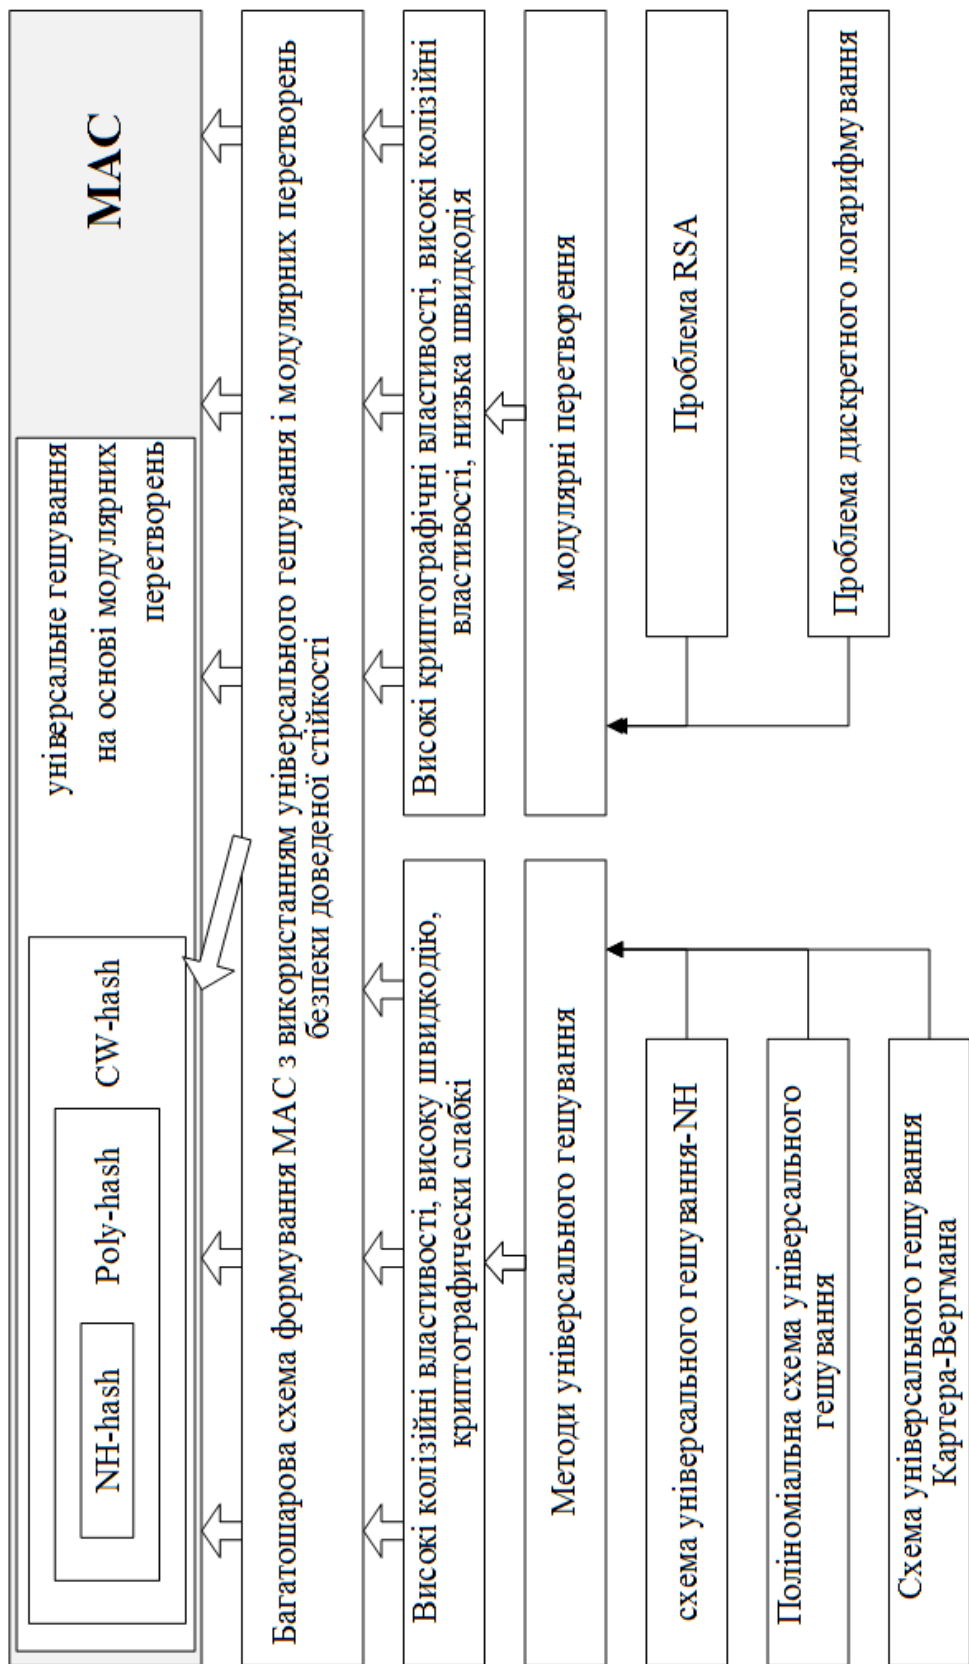 NH-hash
Poly-hash
CW-hash
універсальне гешування
на основі модулярних
перетворень
MAC
Багатошарова схема формування MAC з використанням універсального гешування і модулярних перетворень
безпеки доведеної стійкості
Високі колізійні властивості, високу швидкодію,
криптографически слабкі
Високі криптографічні властивості, високі колізійні
властивості, низька швидкодія
Методи універсального гешування
модулярні перетворення
схема універсального гешування-NH
Поліноміальна схема універсального
гешування
Схема універсального гешування
Картера-Вергмана
Проблема RSA
Проблема дискретного логарифмування